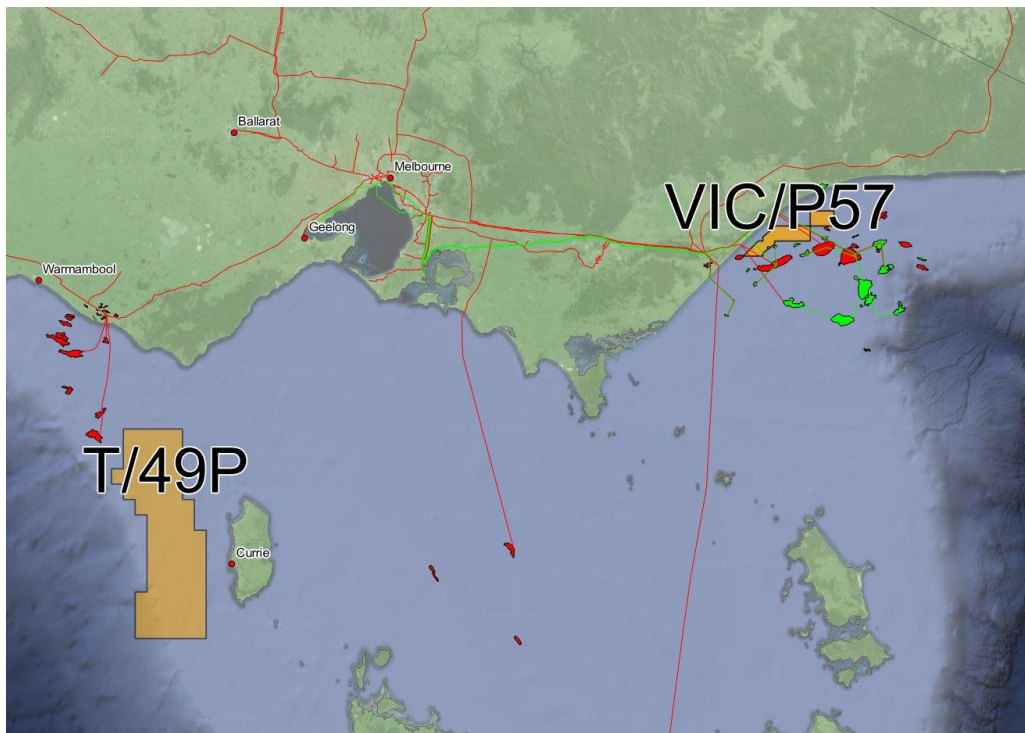 Ballarat
Melbourne
VIC/P57
Geelong
Warrnambool
T/49P
Currie